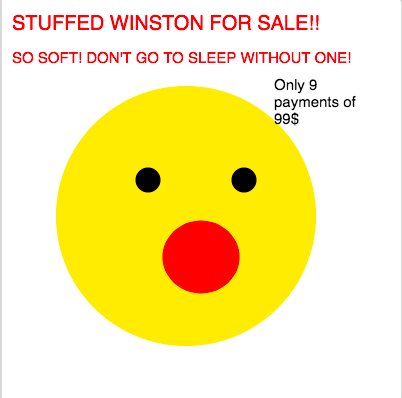 STUFFED WINSTON FOR SALE!!
SO SOFT! DON'T GO TO SLEEP WITHOUT ONE!
Only 9
payments of
99$